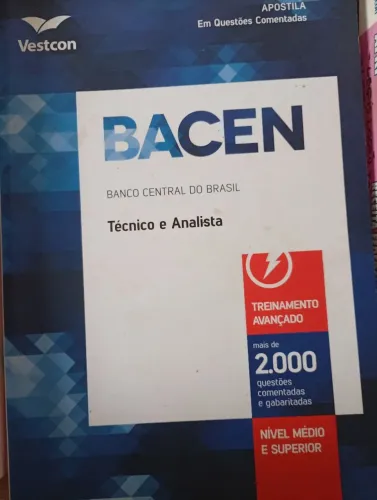 APOSTILA
Em Questões Comentadas
Vestcon
BACEN
BANCO CENTRAL DO BRASIL
Técnico e Analista
TREINAMENTO
AVANÇADO
mais de
2.000
questões
comentadas
e gabaritadas
NÍVEL MÉDIO
E SUPERIOR